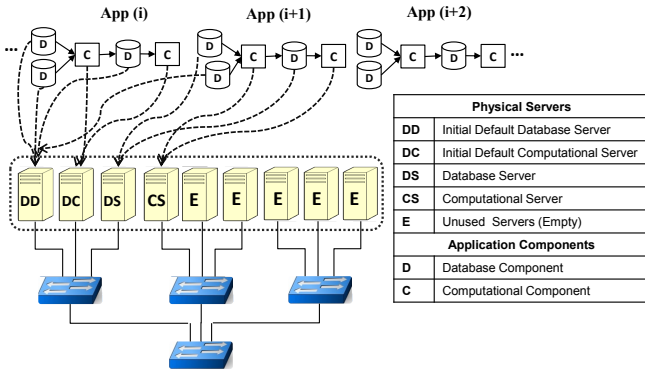 App (i) App (i+1) App (i+2)
...
D D C D C
D D C D C
D D C D C
...
DD DC DS CS E E E E E
Physical Servers
DD Initial Default Database Server
DC Initial Default Computational Server
DS Database Server
CS Computational Server
E Unused Servers (Empty)
Application Components
D Database Component
C Computational Component